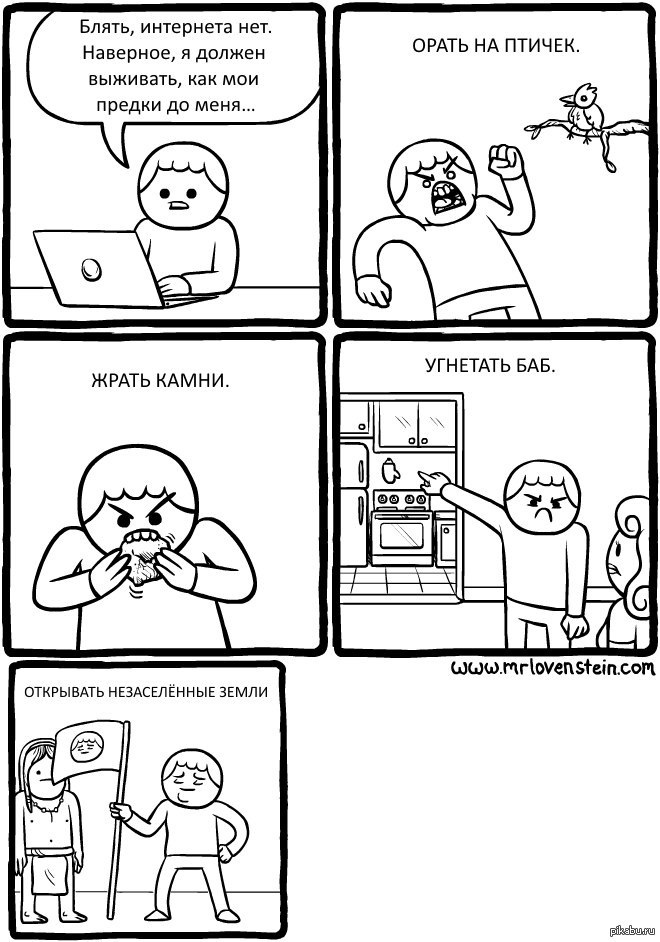 Блять, интернета нет.
Наверное, я должен
выживать, как мои
предки до меня...
ОРАТЬ НА ПТИЧЕК.
ЖРАТЬ КАМНИ.
УГНЕТАТЬ БАБ.
www.mrlovenstein.com
ОТКРЫВАТЬ НЕЗАСЕЛЁННЫЕ ЗЕМЛИ
pikabu.ru